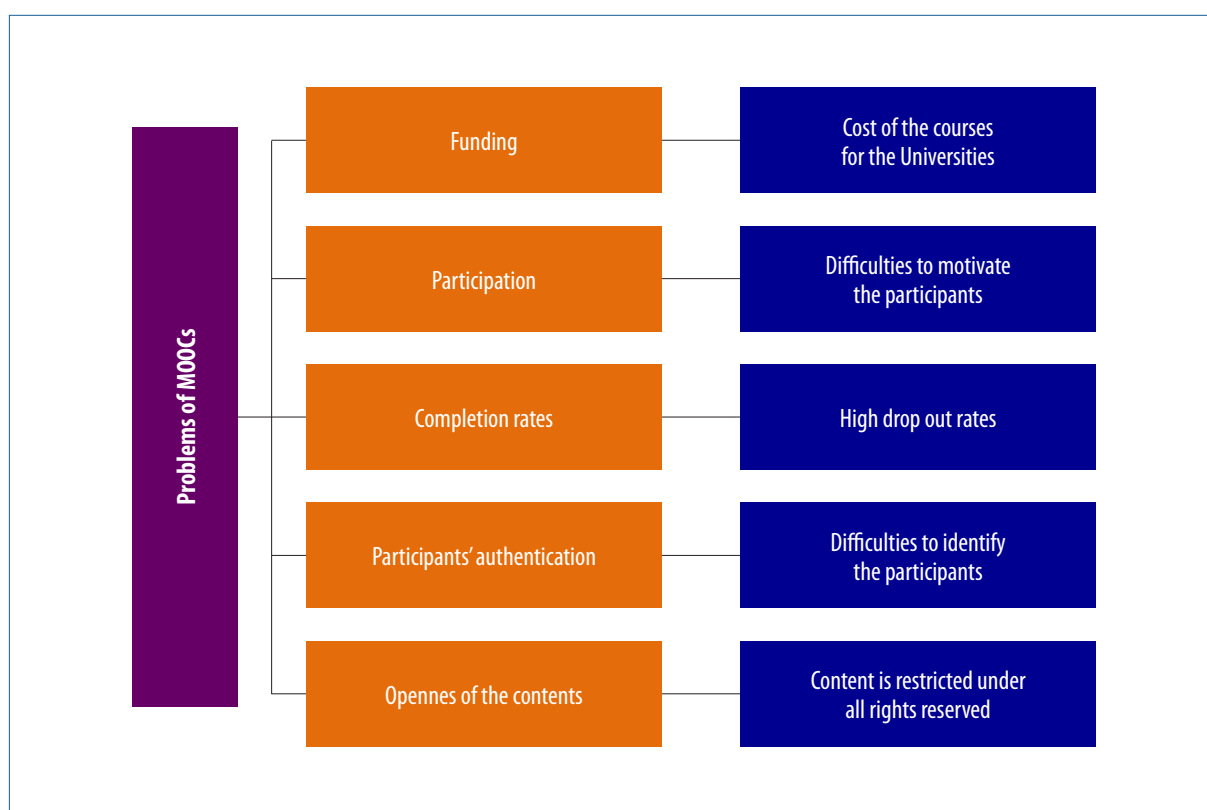 Problems of MOOCs
Funding
Cost of the courses
for the Universities
Participation
Difficulties to motivate
the participants
Completion rates
High drop out rates
Participants’ authentication
Difficulties to identify
the participants
Opennes of the contents
Content is restricted under
all rights reserved